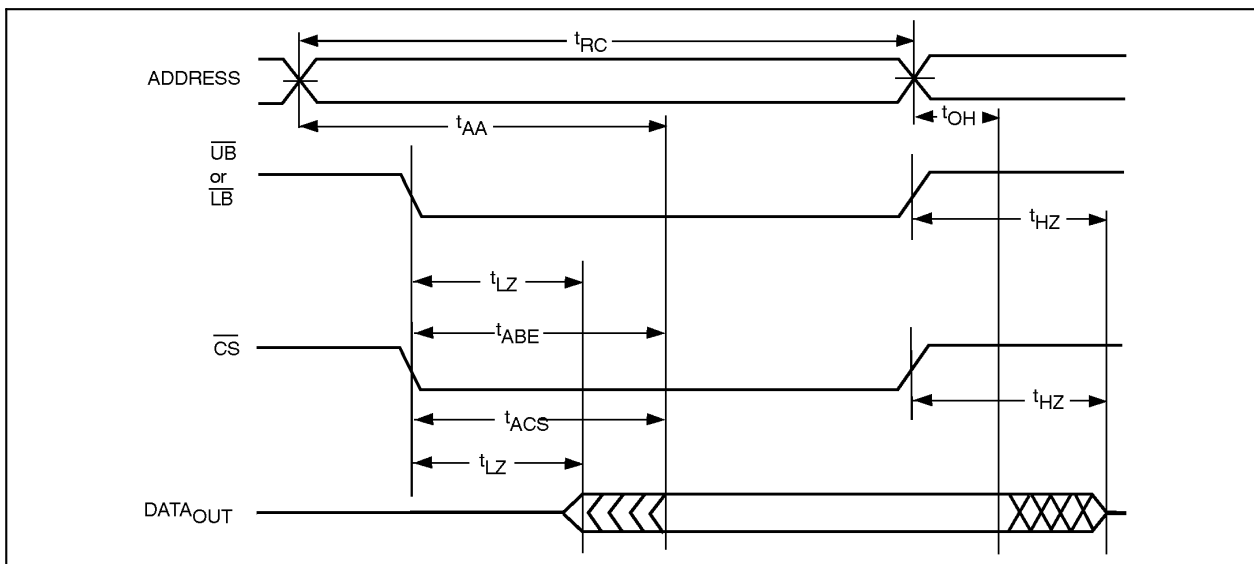 tRC
ADDRESS
tAA
tOH
UB
or
LB
tHZ
tLZ
tABE
CS
tHZ
tACS
tLZ
DATAOUT